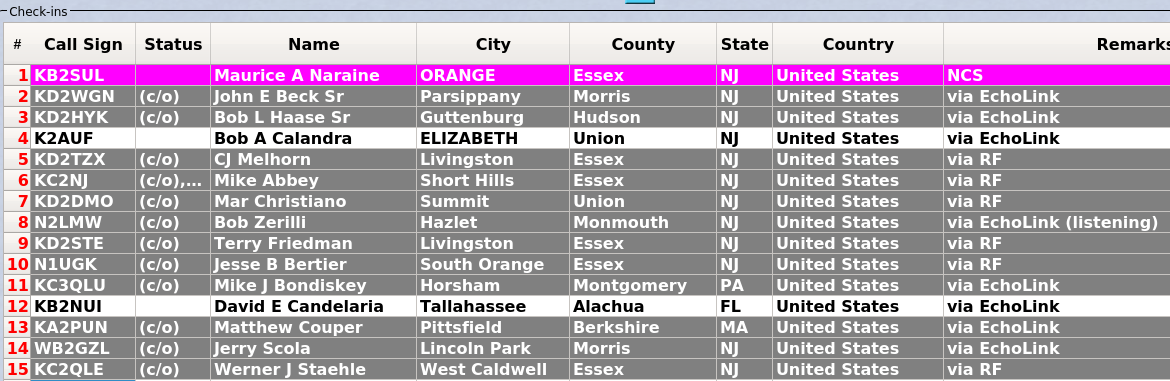 Check-ins
# Call Sign Status Name City County State Country Remarks
1 KB2SUL Maurice A Naraine ORANGE Essex NJ United States NCS
2 KD2WGN (c/o) John E Beck Sr Parsippany Morris NJ United States via EchoLink
3 KD2HYK (c/o) Bob L Haase Sr Guttenburg Hudson NJ United States via EchoLink
4 K2AUF Bob A Calandra ELIZABETH Union NJ United States via EchoLink
5 KD2TZX (c/o) CJ Melhorn Livingston Essex NJ United States via RF
6 KC2NJ (c/o),... Mike Abbey Short Hills Essex NJ United States via RF
7 KD2DMO (c/o) Mar Christiano Summit Union NJ United States via RF
8 N2LMW (c/o) Bob Zerilli Hazlet Monmouth NJ United States via EchoLink (listening)
9 KD2STE (c/o) Terry Friedman Livingston Essex NJ United States via RF
10 N1UGK (c/o) Jesse B Bertier South Orange Essex NJ United States via RF
11 KC3QLU (c/o) Mike J Bondiskey Horsham Montgomery PA United States via EchoLink
12 KB2NUI David E Candelaria Tallahassee Alachua FL United States via EchoLink
13 KA2PUN (c/o) Matthew Couper Pittsfield Berkshire MA United States via EchoLink
14 WB2GZL (c/o) Jerry Scola Lincoln Park Morris NJ United States via EchoLink
15 KC2QLE (c/o) Werner J Staehle West Caldwell Essex NJ United States via EchoLink